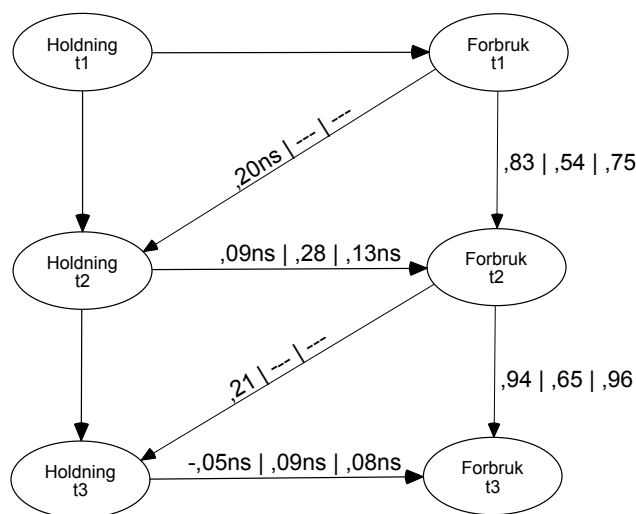 Holdning
t1
Forbruk
t1
,20ns | --- | ---
,83 | ,54 | ,75
Holdning
t2
,09ns | ,28 | ,13ns
Forbruk
t2
,21 | --- | ---
,94 | ,65 | ,96
Holdning
t3
-,05ns | ,09ns | ,08ns
Forbruk
t3